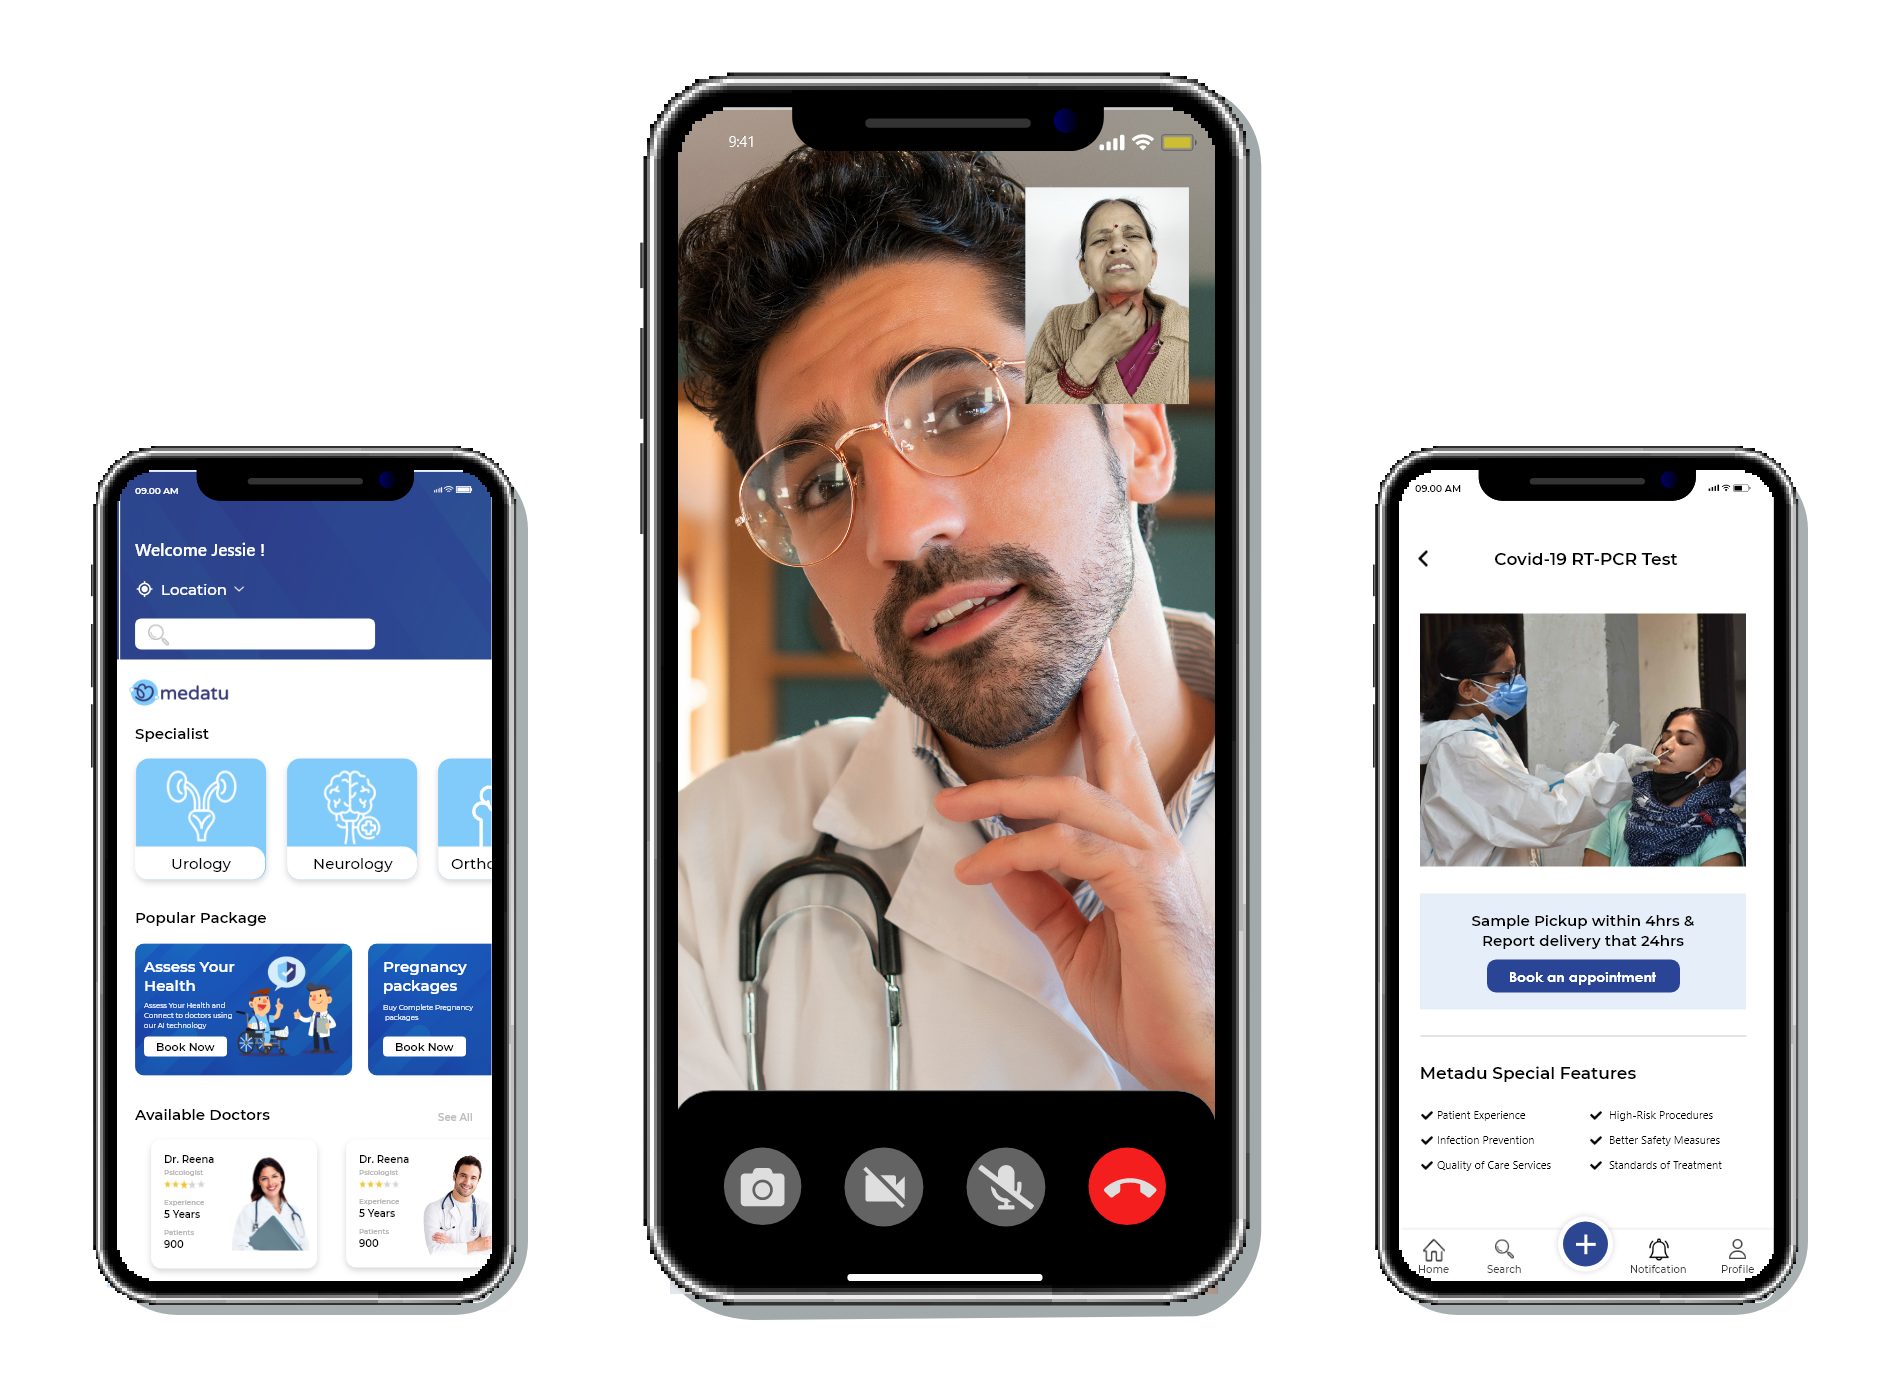 09.00 AM
Welcome Jessie !
Location
medatu
Specialist
Urology
Neurology
Ortho
Popular Package
Assess Your
Health
Assess Your Health and
Connect to doctors using
our AI technology
Book Now
Pregnancy
packages
Buy Complete Pregnancy
packages
Book Now
Available Doctors
See All
Dr. Reena
Psicologist
Experience
5 Years
Patients
900
Dr. Reena
Psicologist
Experience
5 Years
Patients
900
9:41
09.00 AM
Covid-19 RT-PCR Test
Sample Pickup within 4hrs &
Report delivery that 24hrs
Book an appointment
Metadu Special Features
Patient Experience
High-Risk Procedures
Infection Prevention
Better Safety Measures
Quality of Care Services
Standards of Treatment
Home
Search
Notifcation
Profile